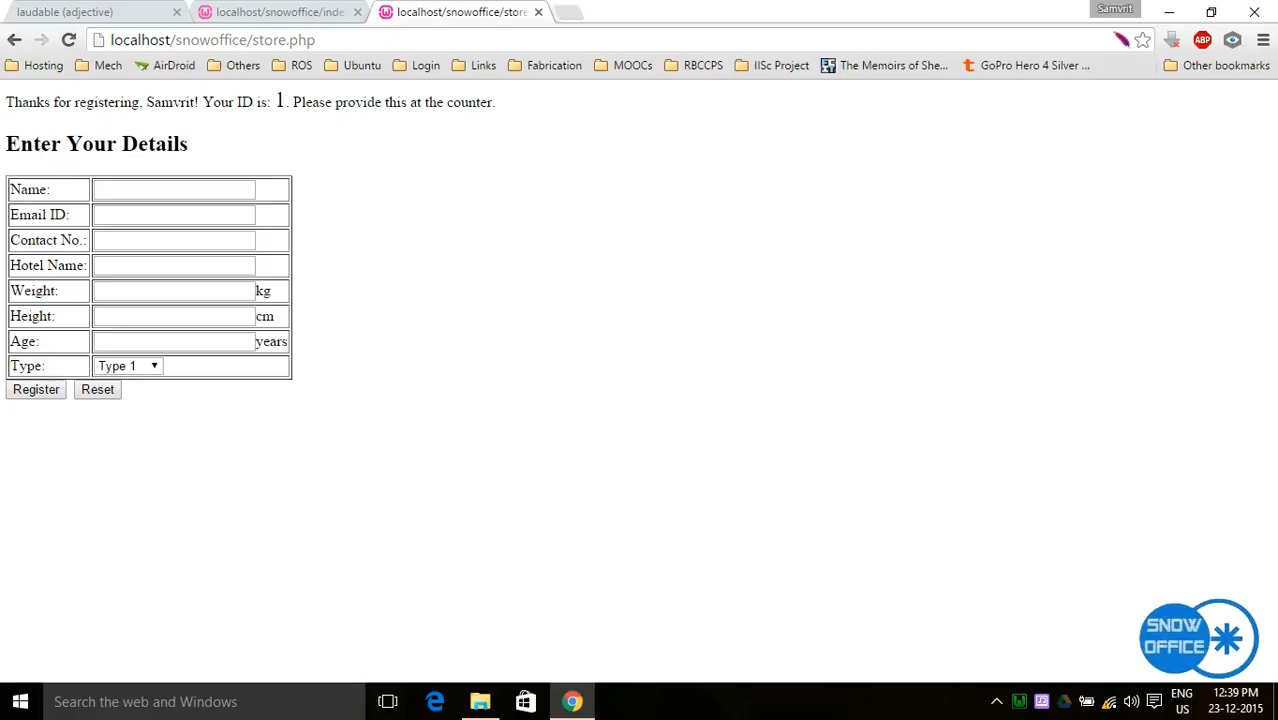 laudable (adjective)
localhost/snowoffice/inde
localhost/snowoffice/store
Samvrit
localhost/snowoffice/store.php
ABP
Hosting Mech AirDroid Others ROS Ubuntu Login Links Fabrication MOOCs RBCCPS IISc Project The Memoirs of She... GoPro Hero 4 Silver ... Other bookmarks
Thanks for registering, Samvrit! Your ID is: 1. Please provide this at the counter.
Enter Your Details
Name:
Email ID:
Contact No.:
Hotel Name:
Weight: kg
Height: cm
Age: years
Type: Type 1
Register Reset
SNOW
OFFICE
Search the web and Windows
ENG
US
12:39 PM
23-12-2015